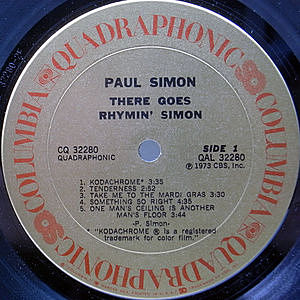 COLUMBIA QUADRAPHONIC COLUMBIA QUADRAPHONIC
PAUL SIMON
THERE GOES
RHYMIN' SIMON
CQ 32280
QUADRAPHONIC
SIDE 1
QAL 32280
℗ 1973 CBS, Inc.
1. KODACHROME* 3:35
2. TENDERNESS 2:52
3. TAKE ME TO THE MARDI GRAS 3:30
4. SOMETHING SO RIGHT 4:35
5. ONE MAN'S CEILING IS ANOTHER
MAN'S FLOOR 3:44
-P. Simon-
* "KODACHROME ® is a registered
trademark for color film."